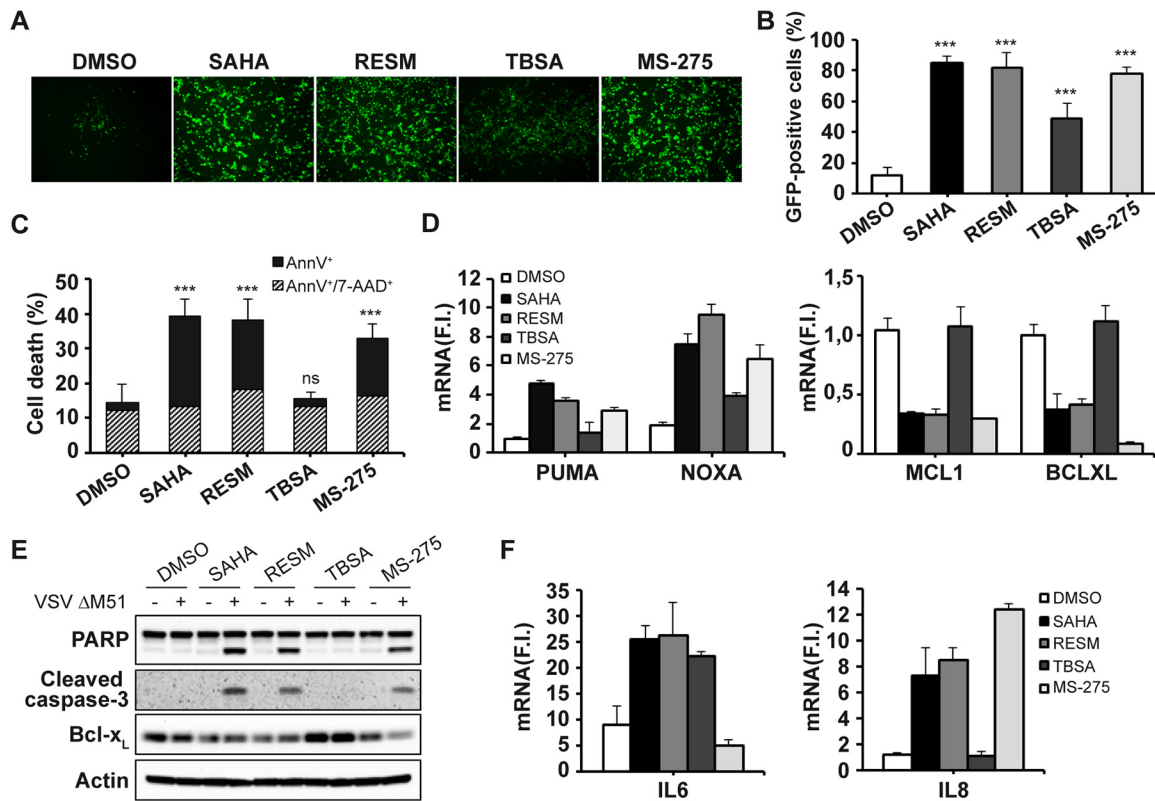 A
DMSO SAHA RESM TBSA MS-275
B
GFP-positive cells (%)
100
80
60
40
20
0
*** *** *** ***
DMSO SAHA RESM TBSA MS-275
C
Cell death (%)
50
40
30
20
10
0
AnnV+
AnnV+/7-AAD+
*** *** ns ***
DMSO SAHA RESM TBSA MS-275
D
mRNA(F.I.)
12
10
8
6
4
2
0
DMSO
SAHA
RESM
TBSA
MS-275
PUMA NOXA
mRNA(F.I.)
1,5
1,0
0,5
0
MCL1 BCLXL
E
DMSO SAHA RESM TBSA MS-275
VSV ΔM51 - + - + - + - + - +
PARP
Cleaved
caspase-3
Bcl-xL
Actin
F
mRNA(F.I.)
35
25
20
15
10
5
0
IL6
mRNA(F.I.)
14
12
10
8
6
4
2
0
IL8
DMSO
SAHA
RESM
TBSA
MS-275